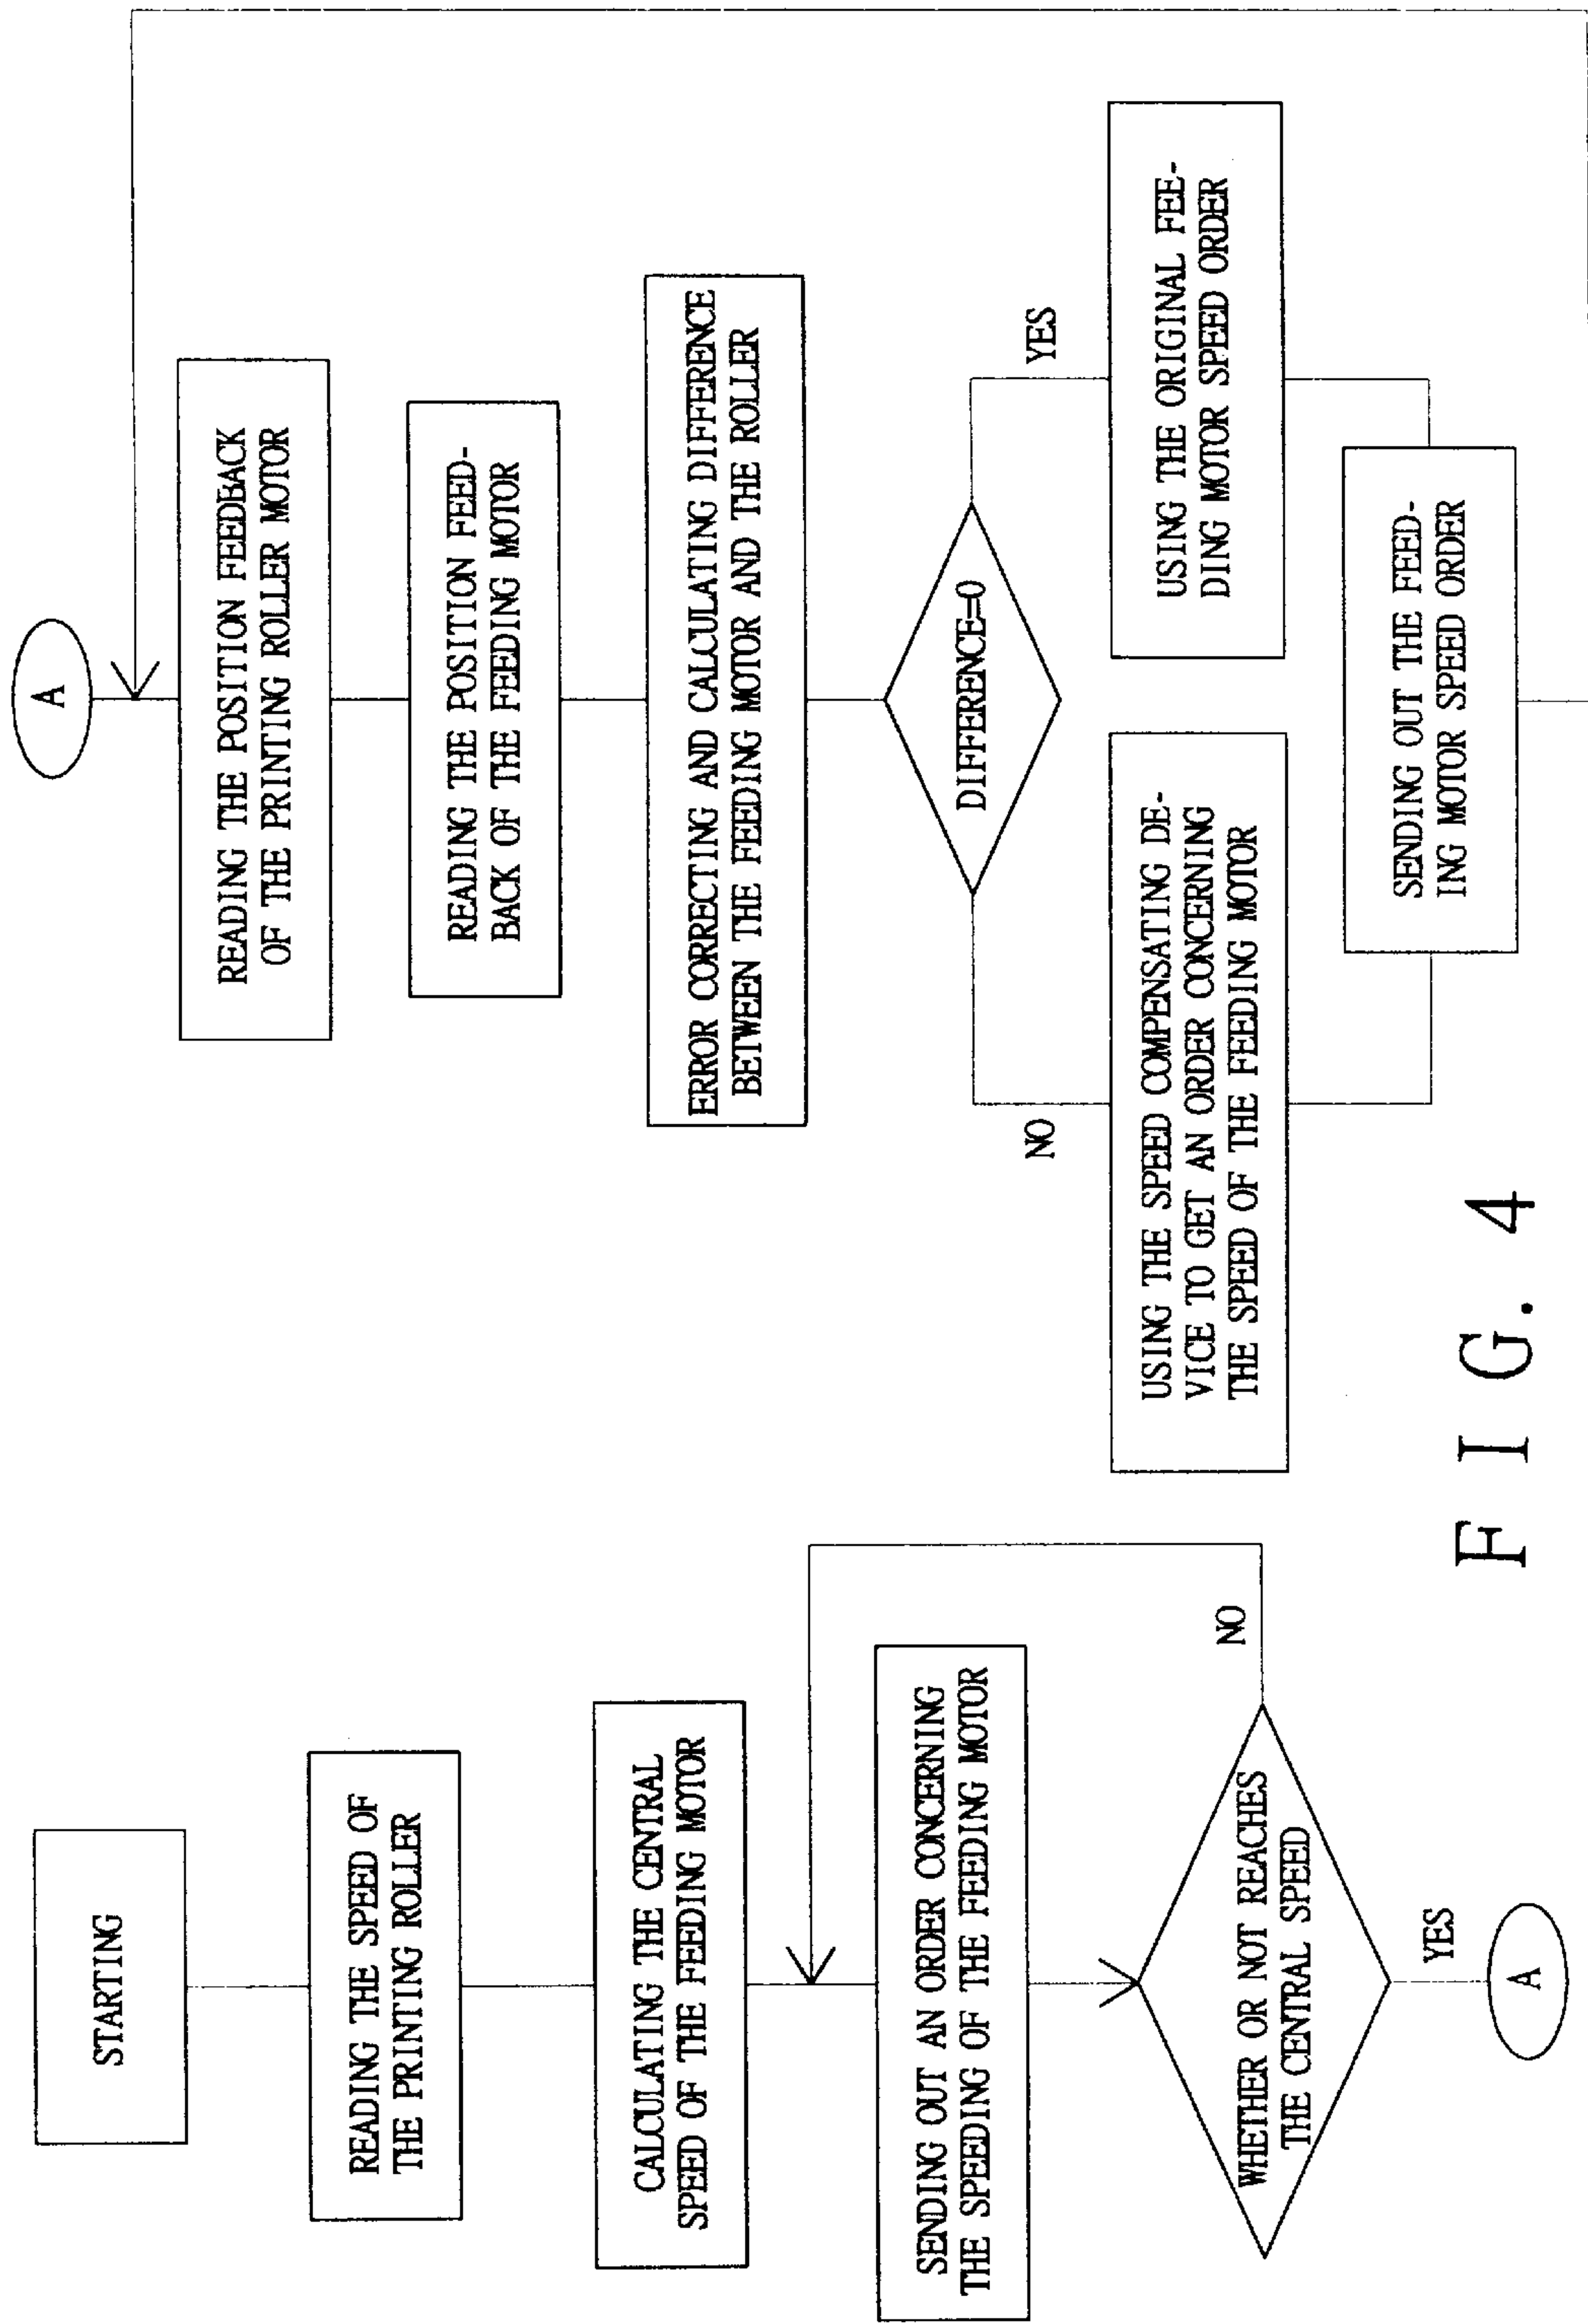 STARTING
READING THE SPEED OF
THE PRINTING ROLLER
CALCULATING THE CENTRAL
SPEED OF THE FEEDING MOTOR
SENDING OUT AN ORDER CONCERNING
THE SPEEDING OF THE FEEDING MOTOR
WHETHER OR NOT REACHES
THE CENTRAL SPEED
NO
YES
A
A
READING THE POSITION FEEDBACK
OF THE PRINTING ROLLER MOTOR
READING THE POSITION FEED-
BACK OF THE FEEDING MOTOR
ERROR CORRECTING AND CALCULATING DIFFERENCE
BETWEEN THE FEEDING MOTOR AND THE ROLLER
DIFFERENCE=0
NO
YES
USING THE SPEED COMPENSATING DE-
VICE TO GET AN ORDER CONCERNING
THE SPEED OF THE FEEDING MOTOR
USING THE ORIGINAL FEE-
DING MOTOR SPEED ORDER
SENDING OUT THE FEED-
ING MOTOR SPEED ORDER
FIG. 4